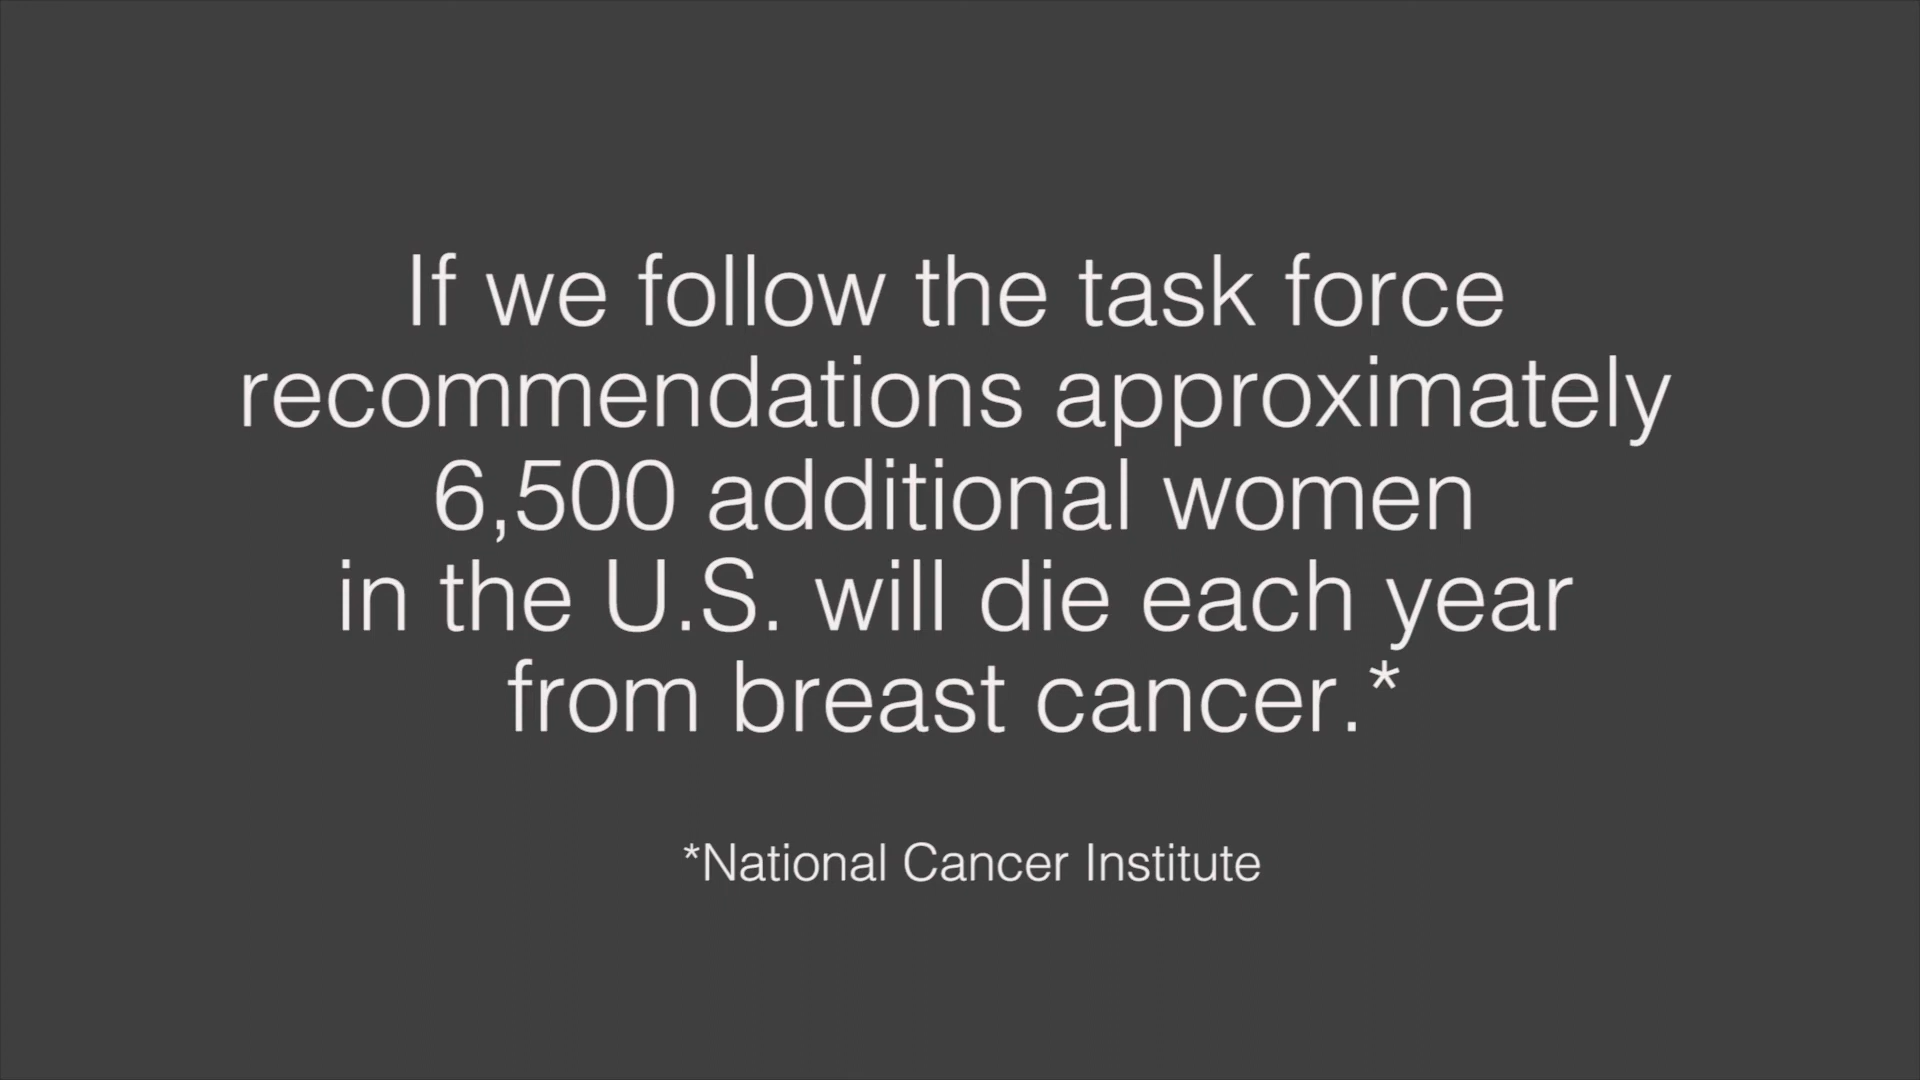 If we follow the task force
recommendations approximately
6,500 additional women
in the U.S. will die each year
from breast cancer.*
*National Cancer Institute